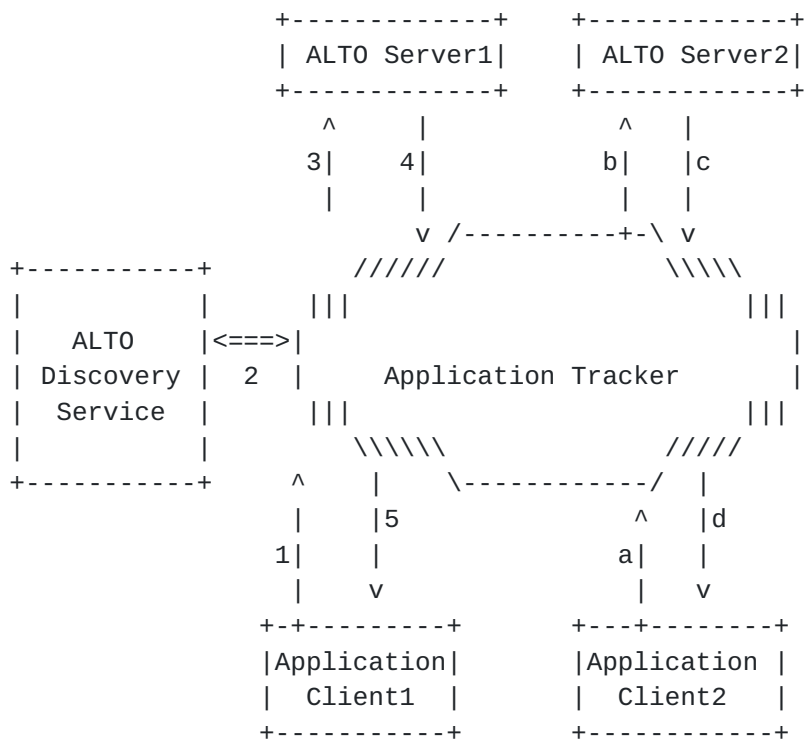 ALTO Server1 ALTO Server2
3 4 b c
ALTO
Discovery 2 Application Tracker
Service
5 d
1 a
Application Application
Client1 Client2